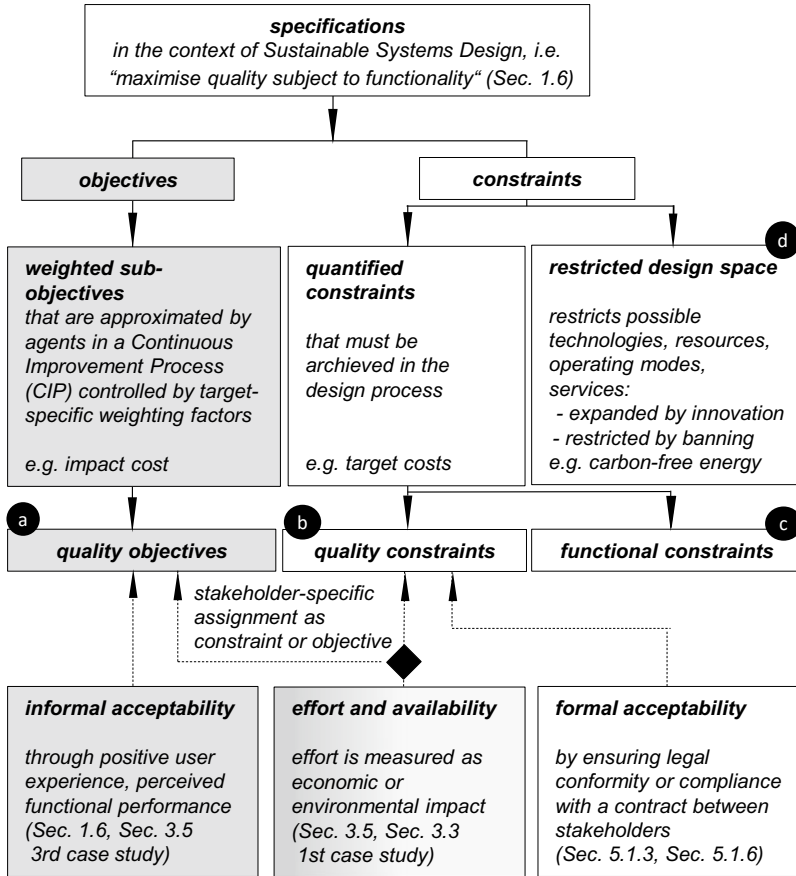 specifications
in the context of Sustainable Systems Design, i.e.
“maximise quality subject to functionality“ (Sec. 1.6)
objectives
constraints
d
weighted sub-
objectives
that are approximated by
agents in a Continuous
Improvement Process
(CIP) controlled by target-
specific weighting factors
e.g. impact cost
quantified
constraints
that must be
archieved in the
design process
e.g. target costs
restricted design space
restricts possible
technologies, resources,
operating modes,
services:
- expanded by innovation
- restricted by banning
e.g. carbon-free energy
a
quality objectives
b
quality constraints
c
functional constraints
stakeholder-specific
assignment as
constraint or objective
informal acceptability
through positive user
experience, perceived
functional performance
(Sec. 1.6, Sec. 3.5
3rd case study)
effort and availability
effort is measured as
economic or
environmental impact
(Sec. 3.5, Sec. 3.3
1st case study)
formal acceptability
by ensuring legal
conformity or compliance
with a contract between
stakeholders
(Sec. 5.1.3, Sec. 5.1.6)